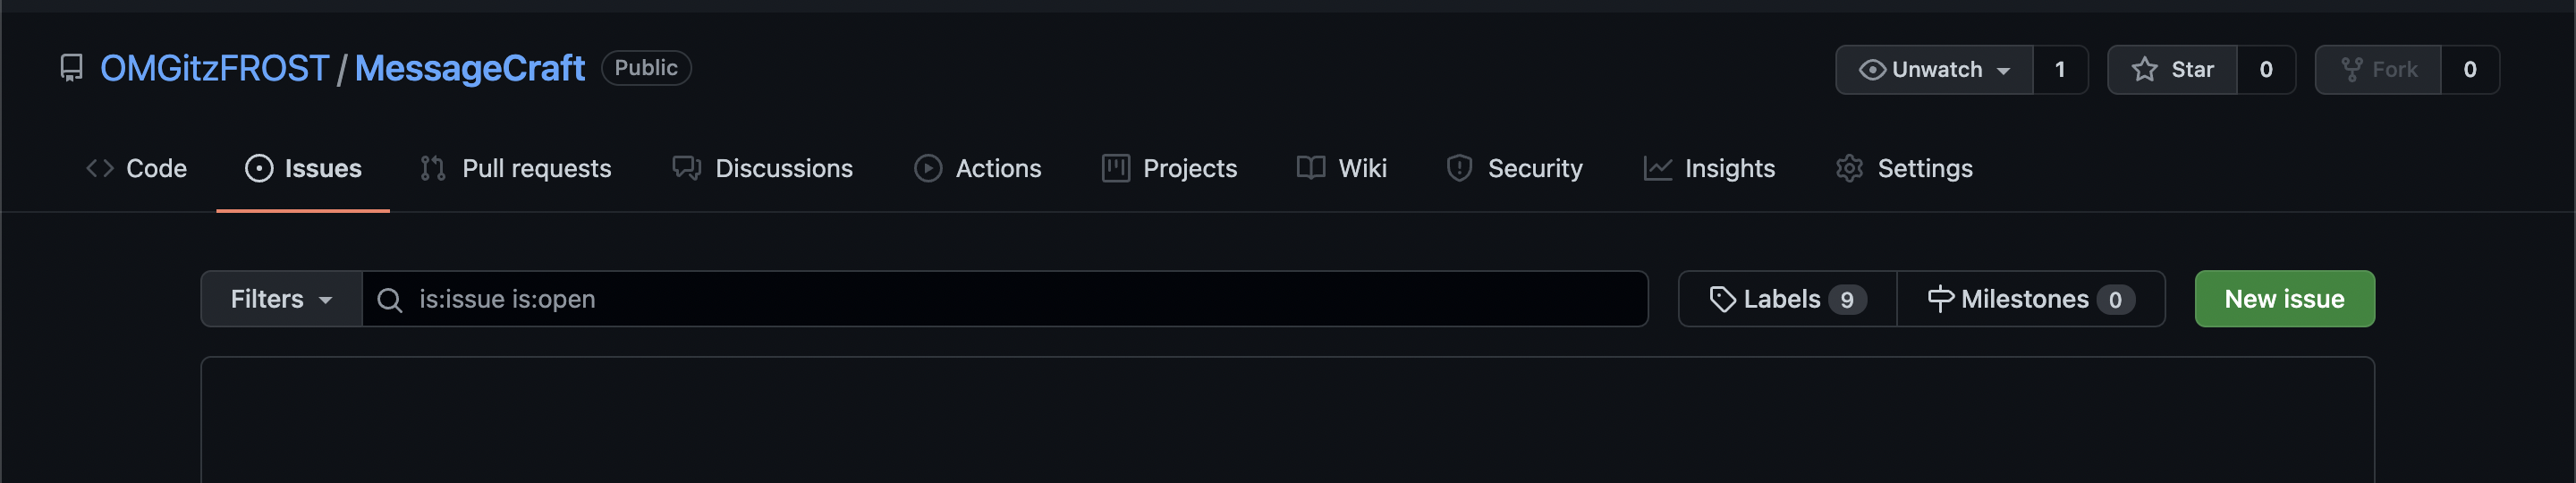 OMGitzFROST / MessageCraft Public Unwatch 1 Star 0 Fork 0
Code Issues Pull requests Discussions Actions Projects Wiki Security Insights Settings
Filters is:issue is:open Labels 9 Milestones 0 New issue